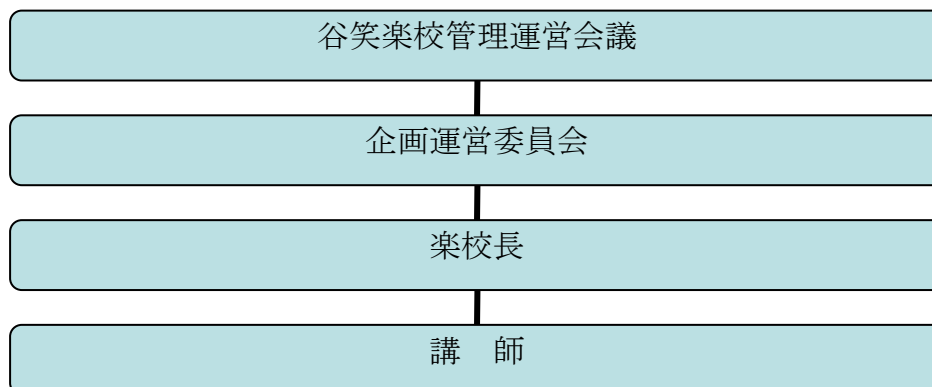 谷笑楽校管理運営会議
企画運営委員会
楽校長
講　師